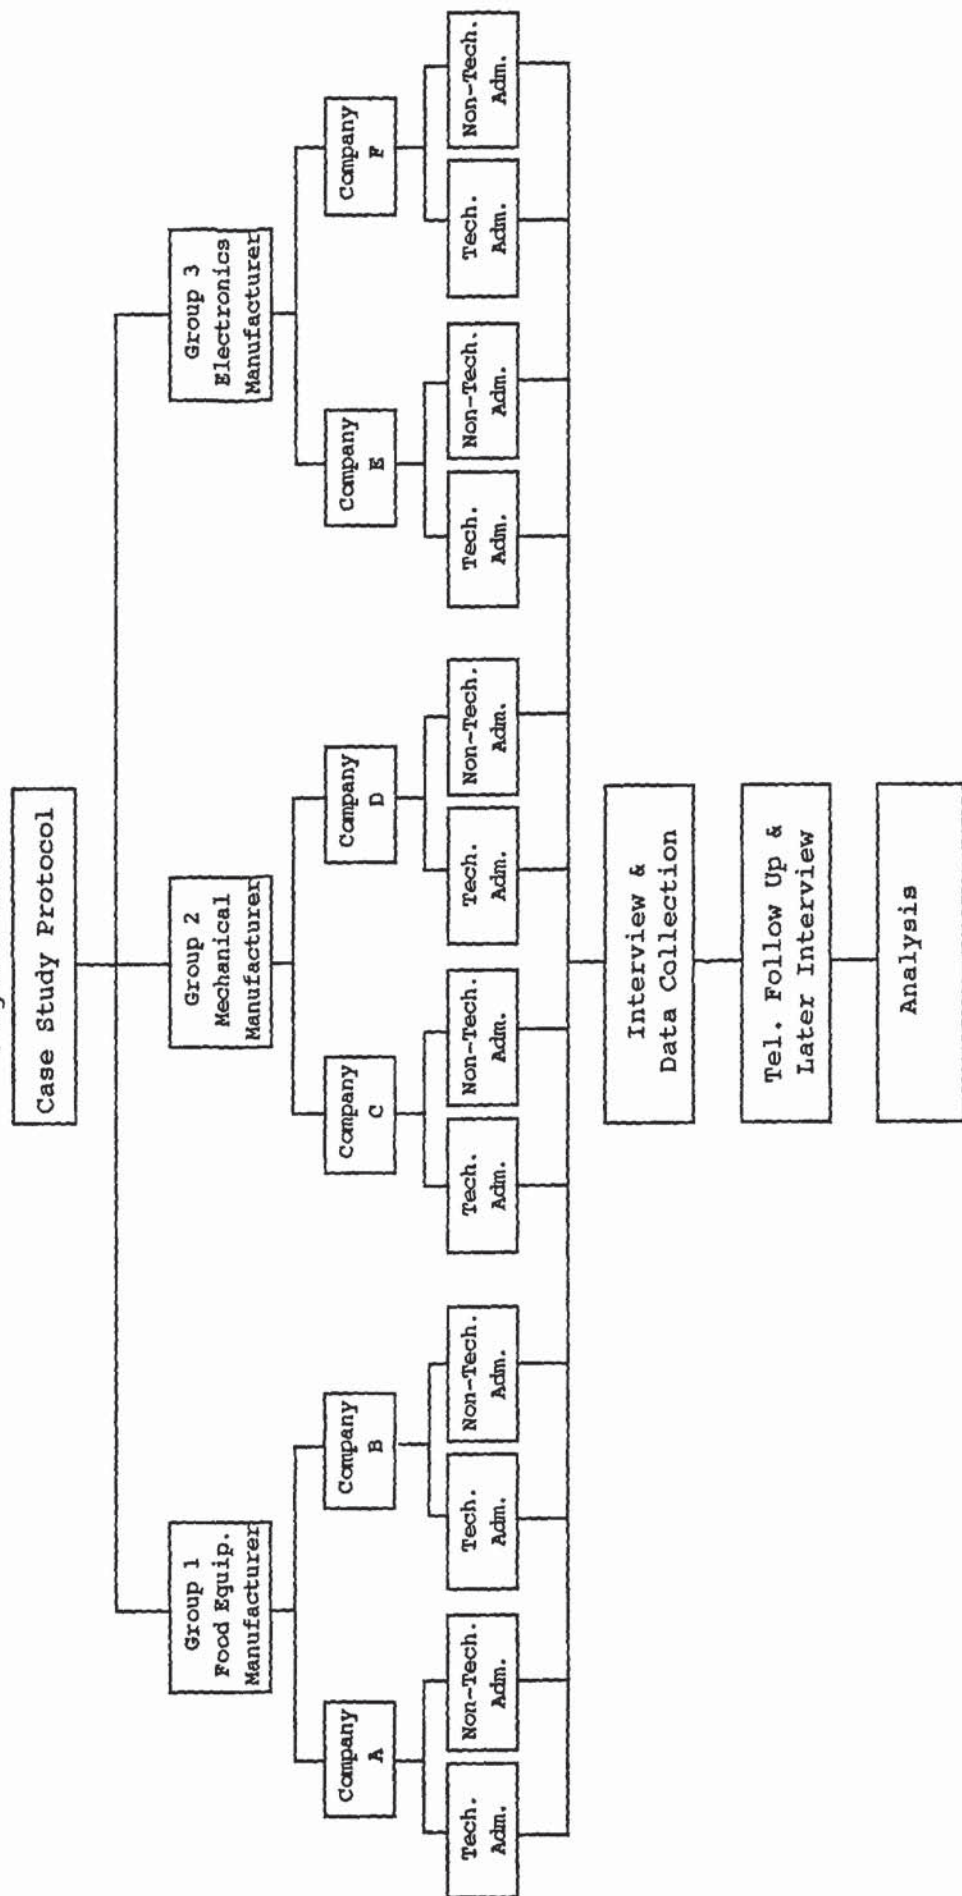 Case Study Protocol
Group 1
Food Equip.
Manufacturer
Group 2
Mechanical
Manufacturer
Group 3
Electronics
Manufacturer
Company
A
Company
B
Company
C
Company
D
Company
E
Company
F
Tech.
Adm.
Non-Tech.
Adm.
Tech.
Adm.
Non-Tech.
Adm.
Tech.
Adm.
Non-Tech.
Adm.
Tech.
Adm.
Non-Tech.
Adm.
Tech.
Adm.
Non-Tech.
Adm.
Tech.
Adm.
Non-Tech.
Adm.
Interview &
Data Collection
Tel. Follow Up &
Later Interview
Analysis